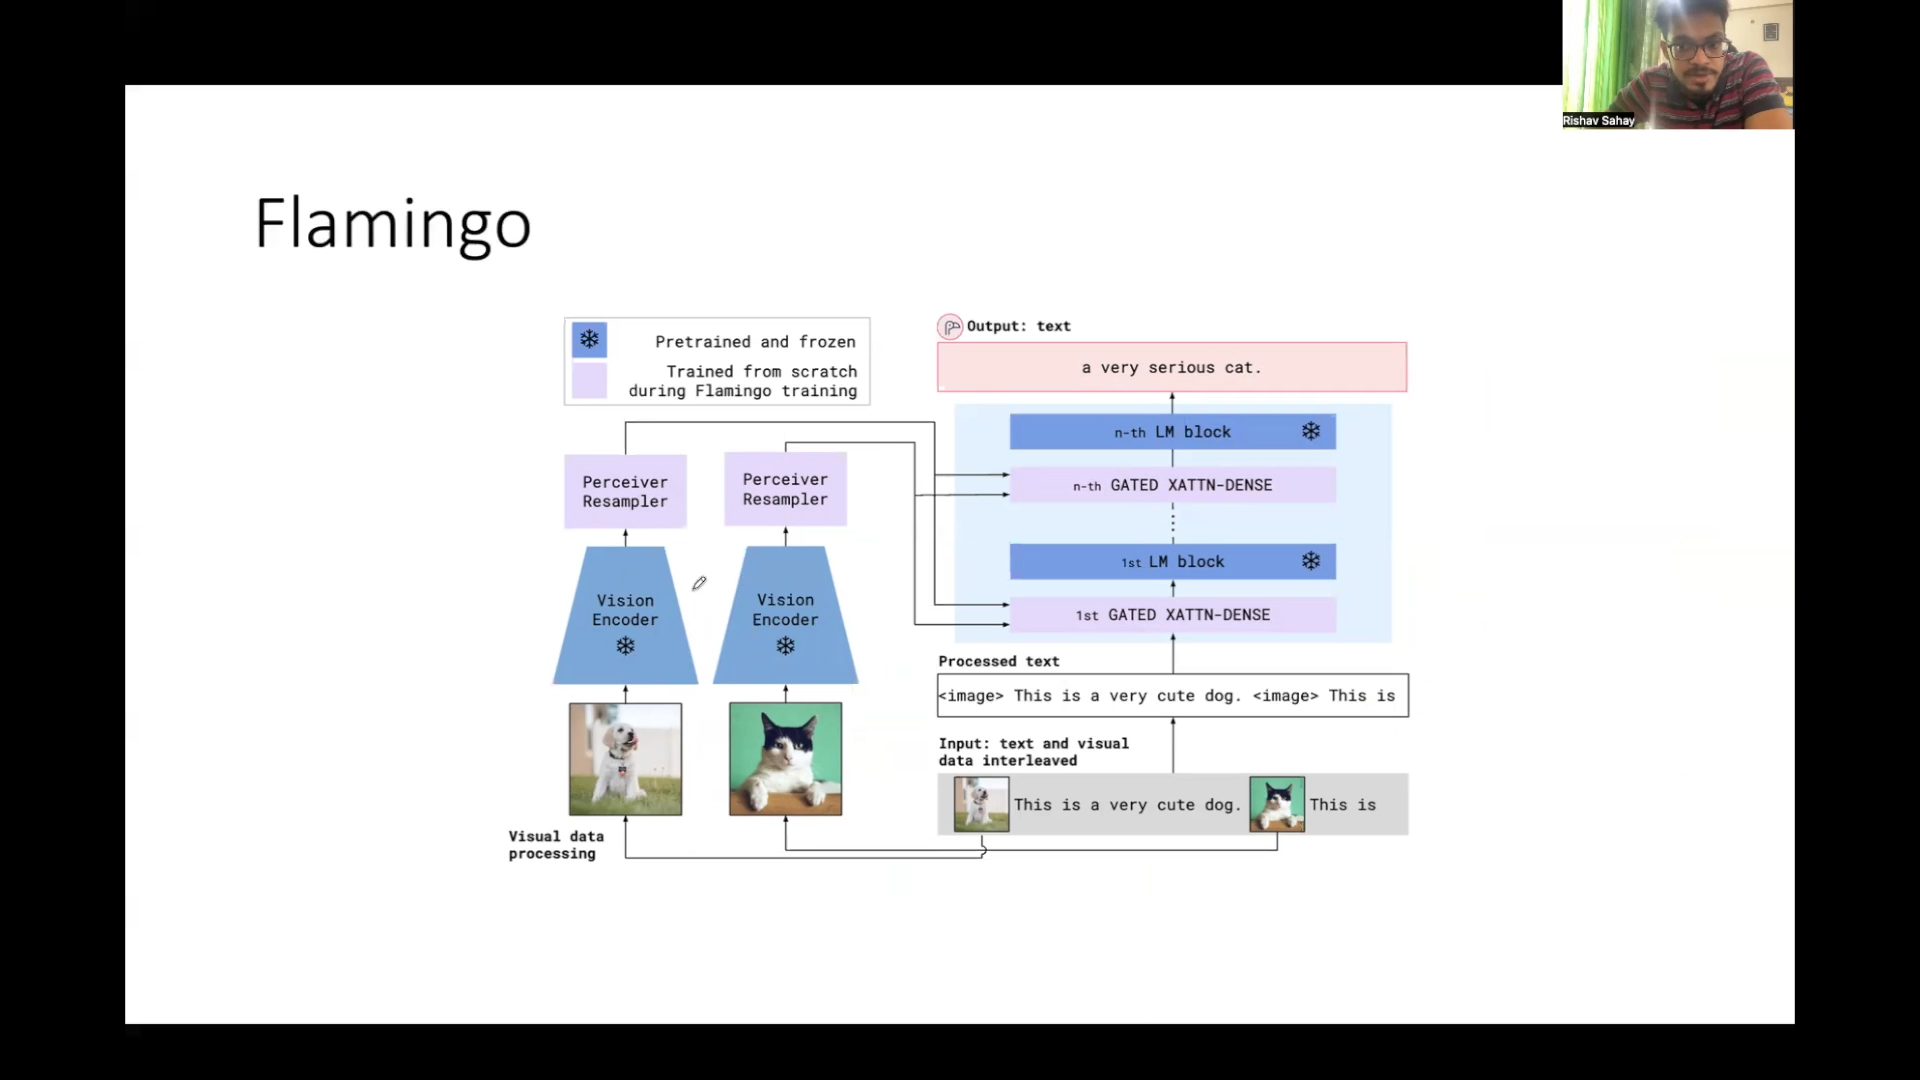 Rishav Sahay
Flamingo
Pretrained and frozen
Trained from scratch
during Flamingo training
Perceiver
Resampler
Perceiver
Resampler
Vision
Encoder
Vision
Encoder
Visual data
processing
Output: text
a very serious cat.
n-th LM block
n-th GATED XATTN-DENSE
1st LM block
1st GATED XATTN-DENSE
Processed text
<image> This is a very cute dog. <image> This is
Input: text and visual
data interleaved
This is a very cute dog. This is